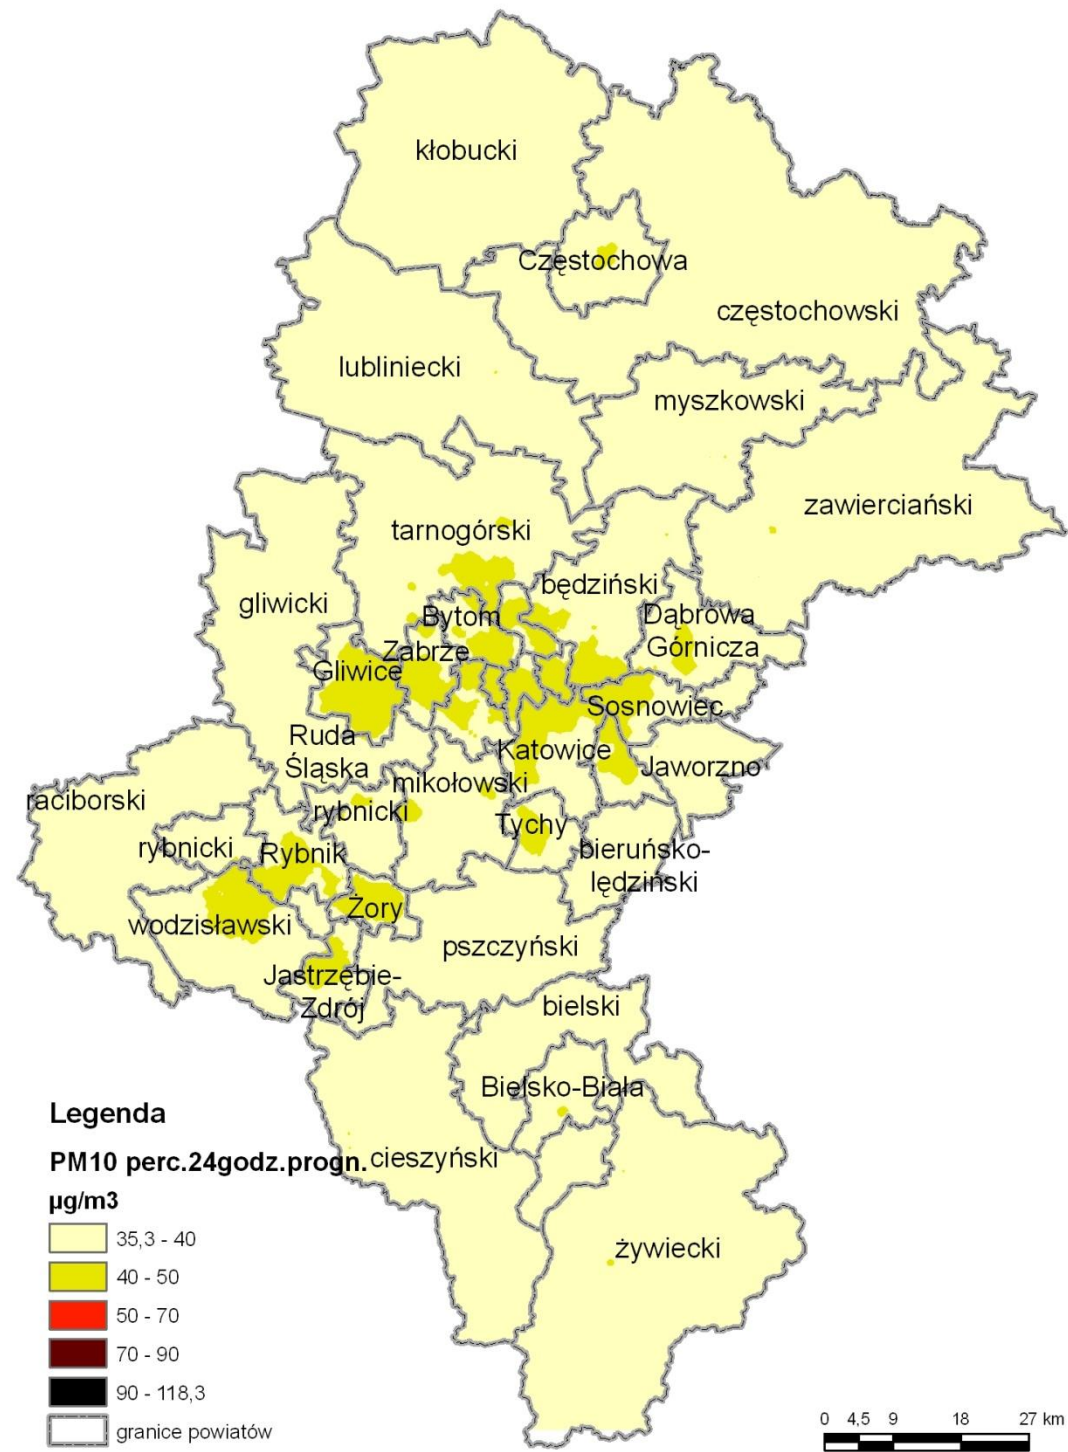 kłobucki
Częstochowa
częstochowski
lubliniecki
myszkowski
zawierciański
tarnogórski
będziński
gliwicki
Bytom
Dąbrowa
Górnicza
Zabrze
Gliwice
Sosnowiec
Ruda
Śląska
Katowice
Jaworzno
mikołowski
raciborski
rybnicki
Tychy
rybnicki
Rybnik
bieruńsko-
lędziński
Żory
wodzisławski
pszczyński
Jastrzębie-
Zdrój
bielski
Bielsko-Biała
cieszyński
żywiecki
Legenda
PM10 perc.24godz.progn.
µg/m3
35,3 - 40
40 - 50
50 - 70
70 - 90
90 - 118,3
granice powiatów
0 4,5 9 18 27 km